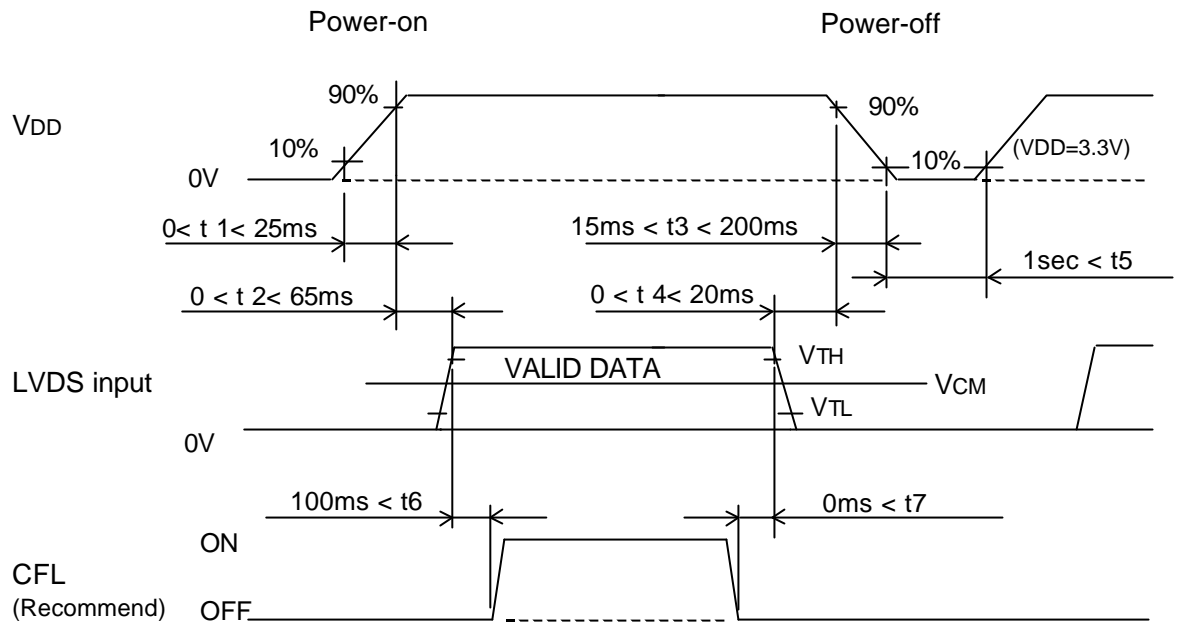 Power-on
Power-off
VDD
90%
90%
10%
10%
(VDD=3.3V)
0V
0< t 1< 25ms
15ms < t3 < 200ms
1sec < t5
0 < t 2< 65ms
0 < t 4< 20ms
VTH
VALID DATA
LVDS input
VCM
VTL
0V
100ms < t6
0ms < t7
ON
CFL
(Recommend)
OFF